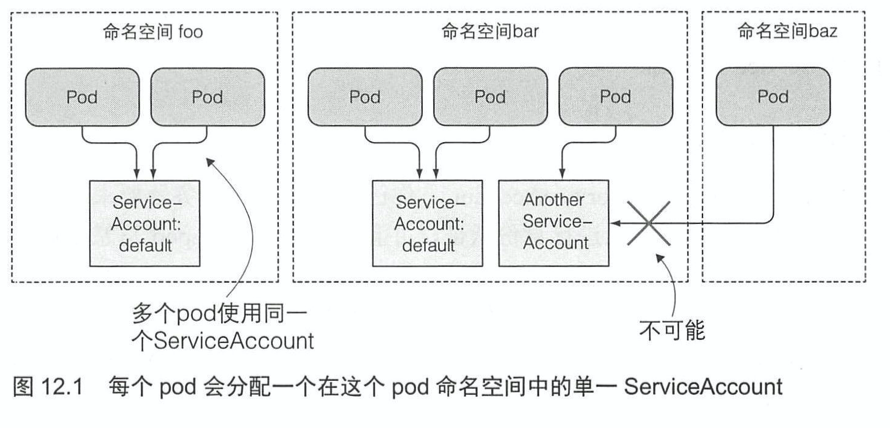 命名空间 foo
命名空间bar
命名空间baz
Pod
Pod
Pod
Pod
Pod
Pod
Service-
Account:
default
Service-
Account:
default
Another
Service-
Account
多个pod使用同一
个ServiceAccount
不可能
图 12.1 每个 pod 会分配一个在这个 pod 命名空间中的单一 ServiceAccount